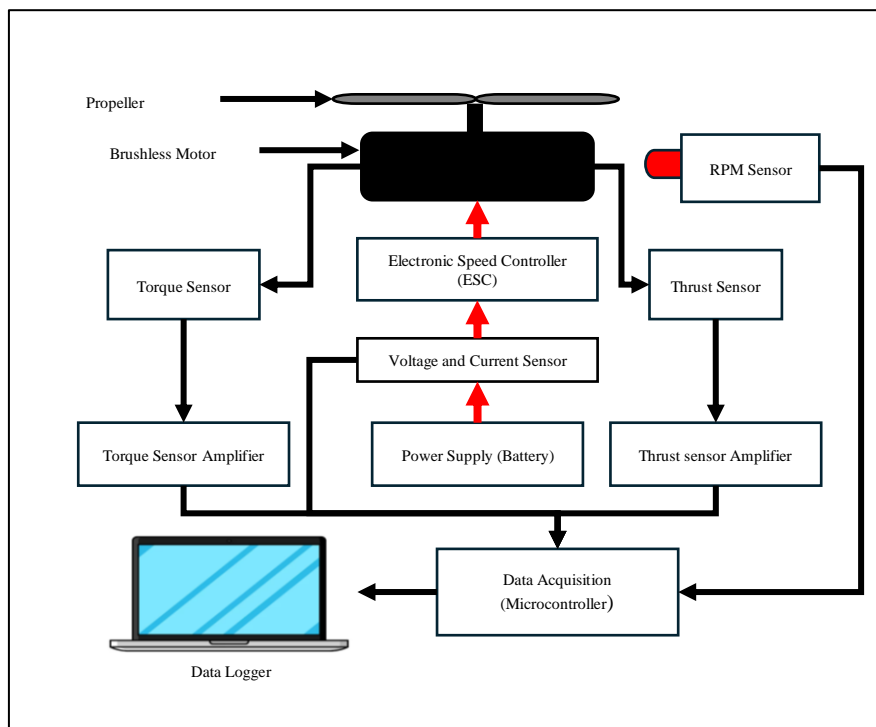 Propeller
Brushless Motor
RPM Sensor
Torque Sensor
Electronic Speed Controller
(ESC)
Thrust Sensor
Voltage and Current Sensor
Torque Sensor Amplifier
Power Supply (Battery)
Thrust sensor Amplifier
Data Acquisition
(Microcontroller)
Data Logger